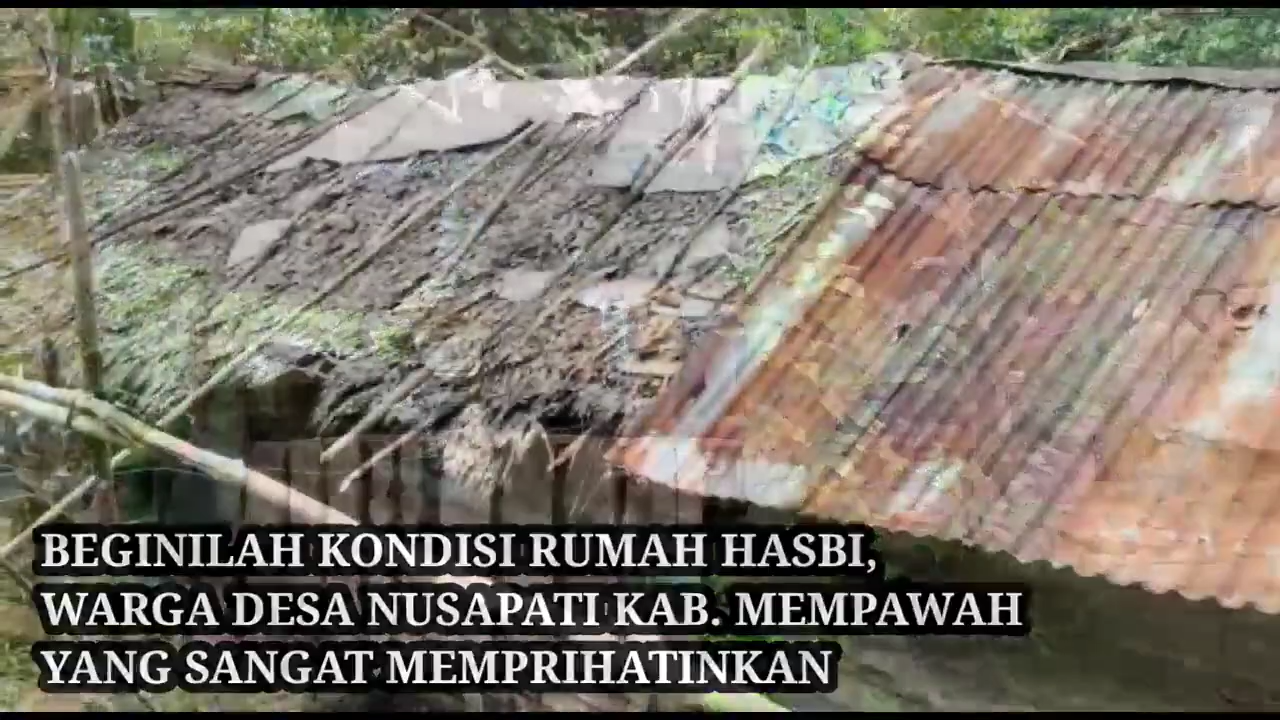 BEGINILAH KONDISI RUMAH HASBI,
WARGA DESA NUSAPATI KAB. MEMPAWAH
YANG SANGAT MEMPRIHATINKAN